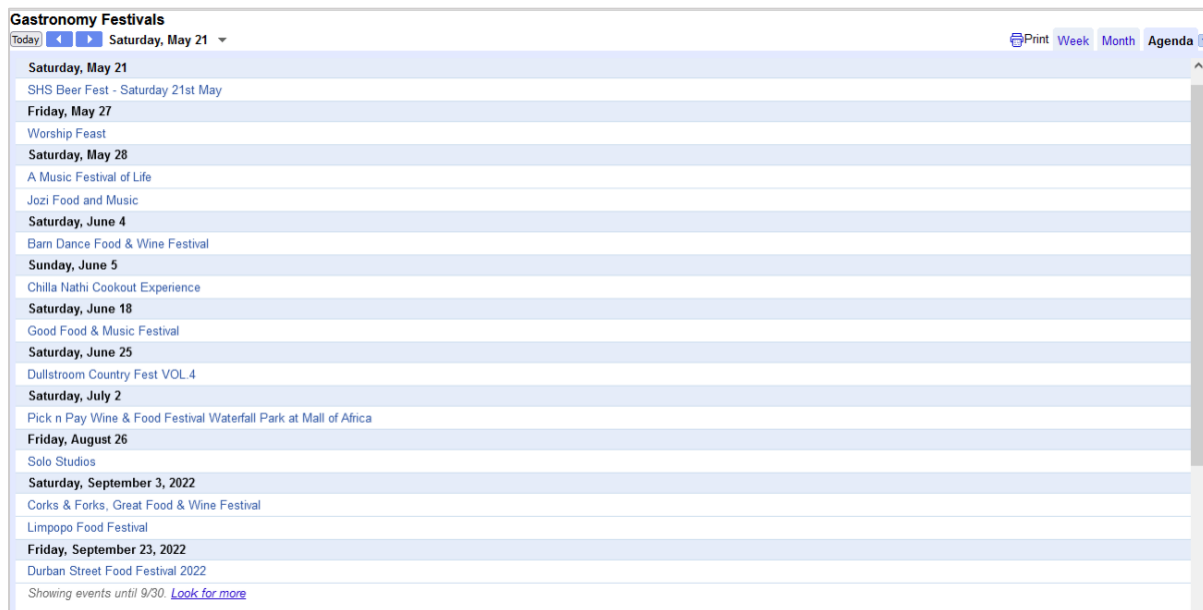 Gastronomy Festivals
Today Saturday, May 21 Print Week Month Agenda
Saturday, May 21
SHS Beer Fest - Saturday 21st May
Friday, May 27
Worship Feast
Saturday, May 28
A Music Festival of Life
Jozi Food and Music
Saturday, June 4
Barn Dance Food & Wine Festival
Sunday, June 5
Chilla Nathi Cookout Experience
Saturday, June 18
Good Food & Music Festival
Saturday, June 25
Dullstroom Country Fest VOL.4
Saturday, July 2
Pick n Pay Wine & Food Festival Waterfall Park at Mall of Africa
Friday, August 26
Solo Studios
Saturday, September 3, 2022
Corks & Forks, Great Food & Wine Festival
Limpopo Food Festival
Friday, September 23, 2022
Durban Street Food Festival 2022
Showing events until 9/30. Look for more